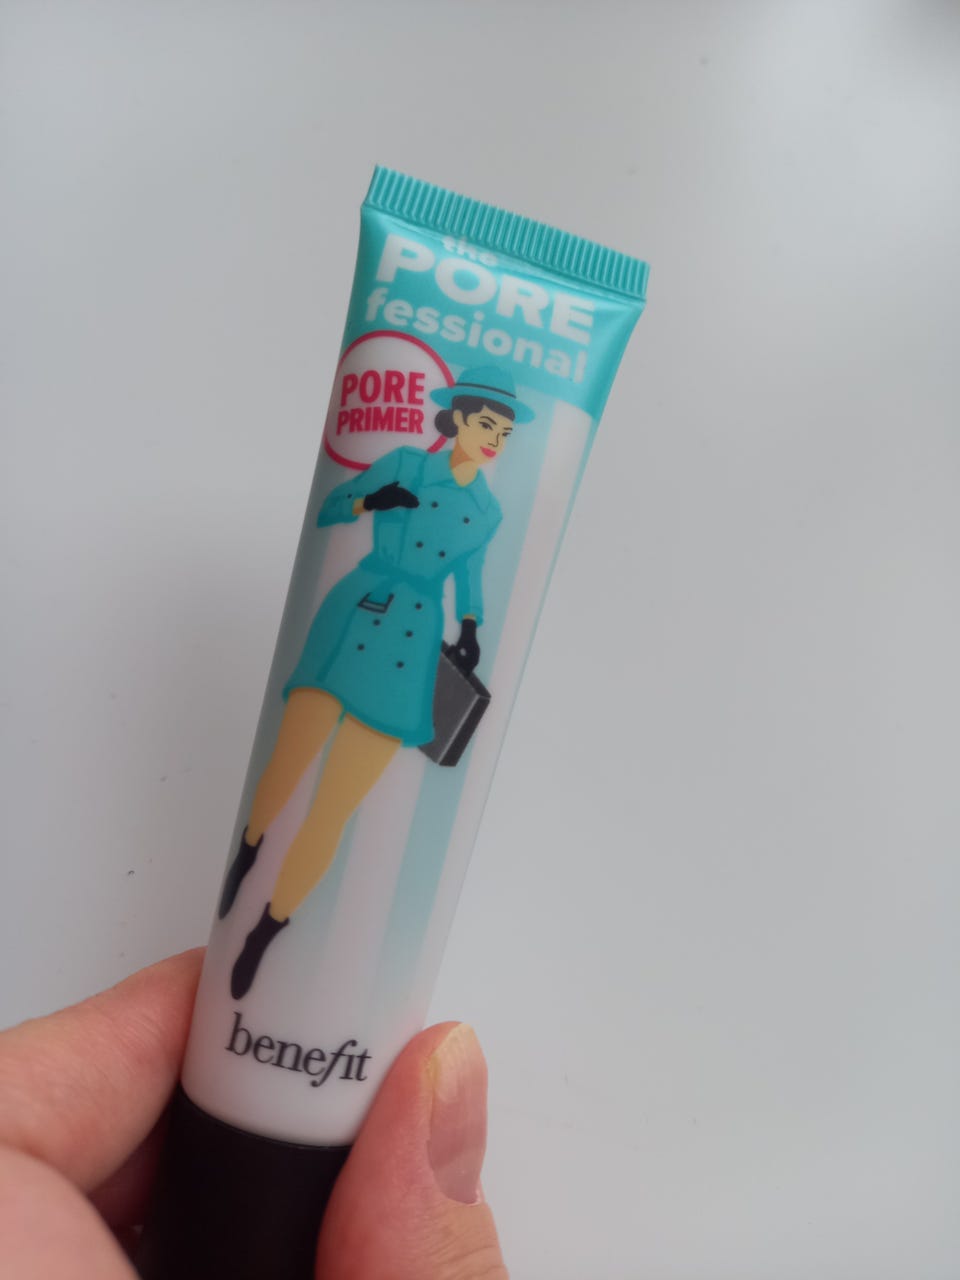 the
PORE
fessional
PORE
PRIMER
benefit